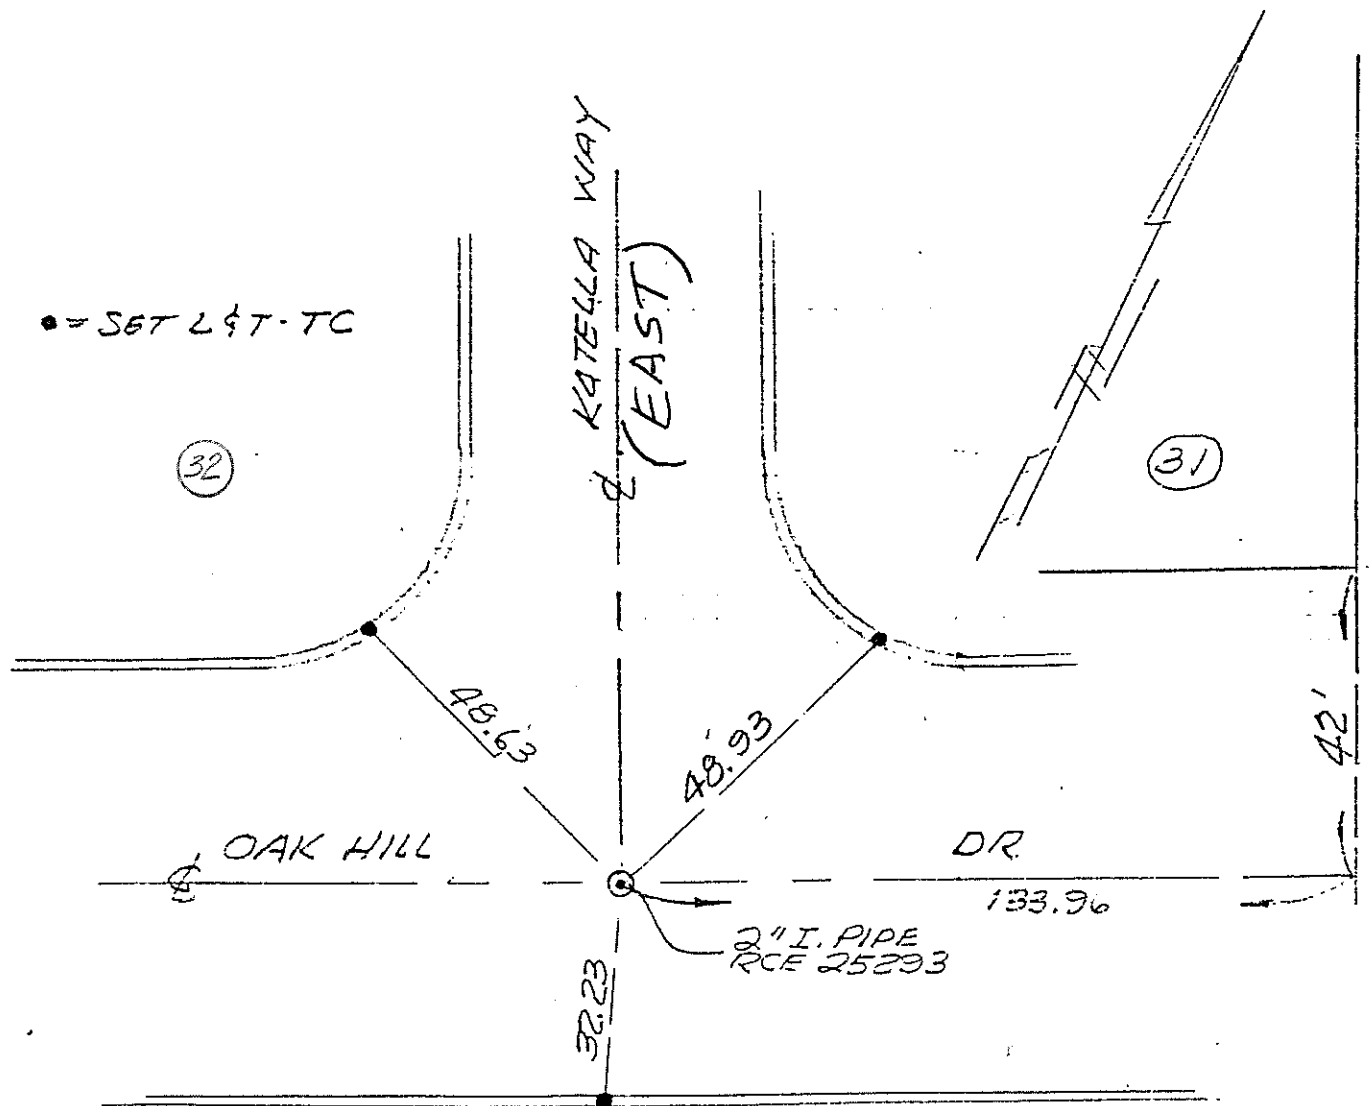 KATELLA WAY
(EAST)
℄
• = SET L&T-TC
32
31
48.63'
48.93'
42'
OAK HILL DR.
℄
133.96
2" I. PIPE
RCE 25293
32.23